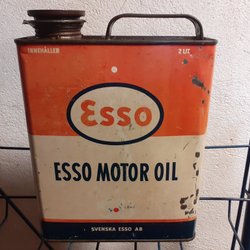 INNEHÅLLER 2 LIT
Esso
ESSO MOTOR OIL
SVENSKA ESSO AB